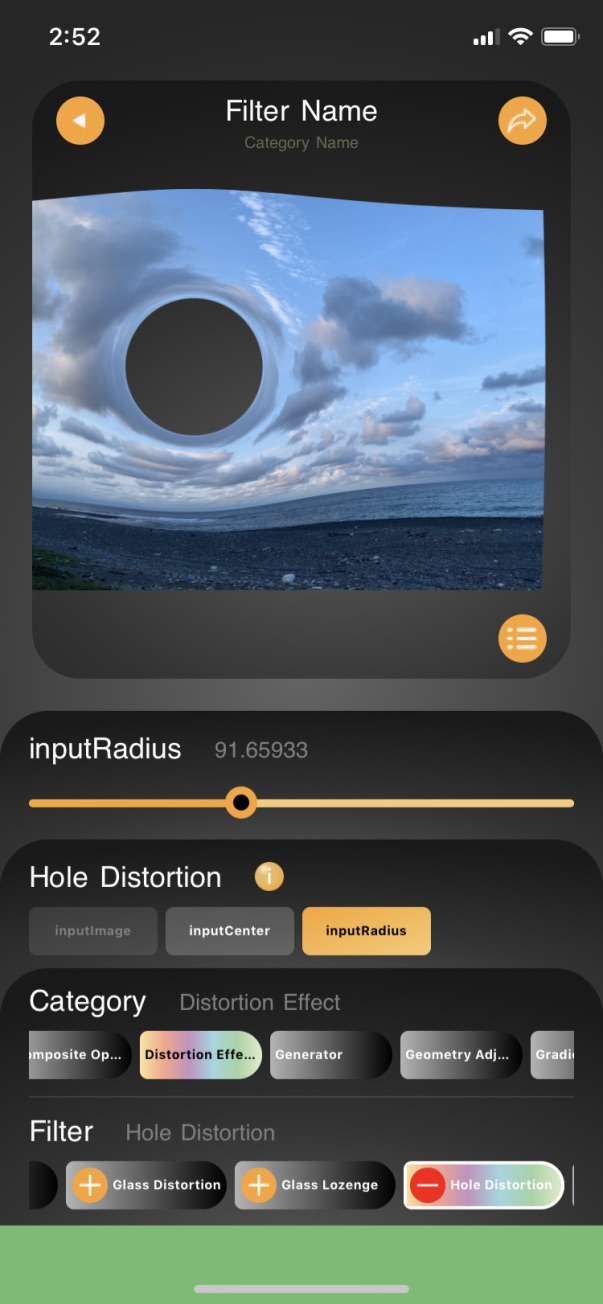 2:52
Filter Name
Category Name
inputRadius 91.65933
Hole Distortion i
inputImage inputCenter inputRadius
Category Distortion Effect
omposite Op... Distortion Effe... Generator Geometry Adj... Gradi
Filter Hole Distortion
Glass Distortion Glass Lozenge Hole Distortion